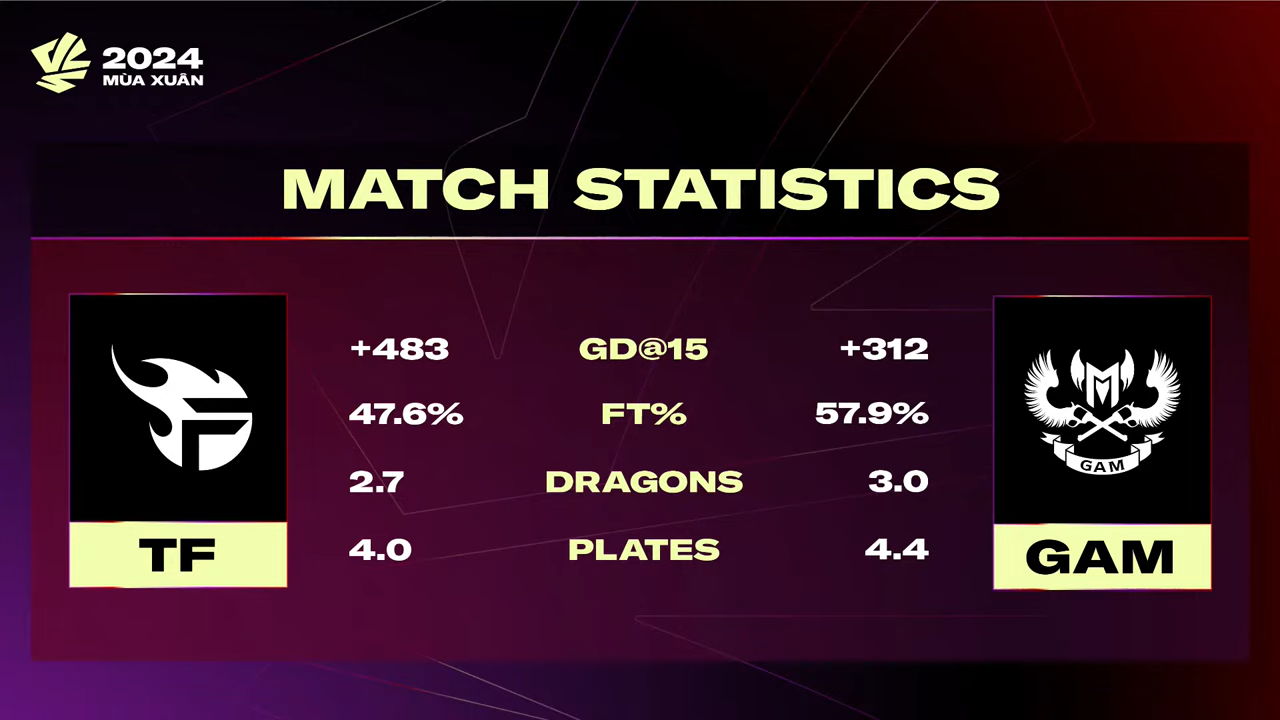 2024
MÙA XUÂN
MATCH STATISTICS
+483 GD@15 +312
47.6% FT% 57.9%
2.7 DRAGONS 3.0
4.0 PLATES 4.4
GAM
TF
GAM